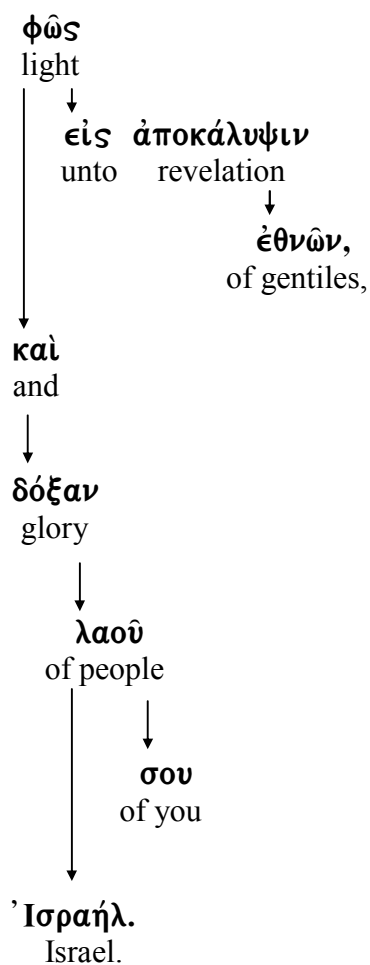 φῶς
light
εἰς ἀποκάλυψιν
unto revelation
ἐθνῶν,
of gentiles,
καὶ
and
δόξαν
glory
λαοῦ
of people
σου
of you
Ἰσραήλ.
Israel.